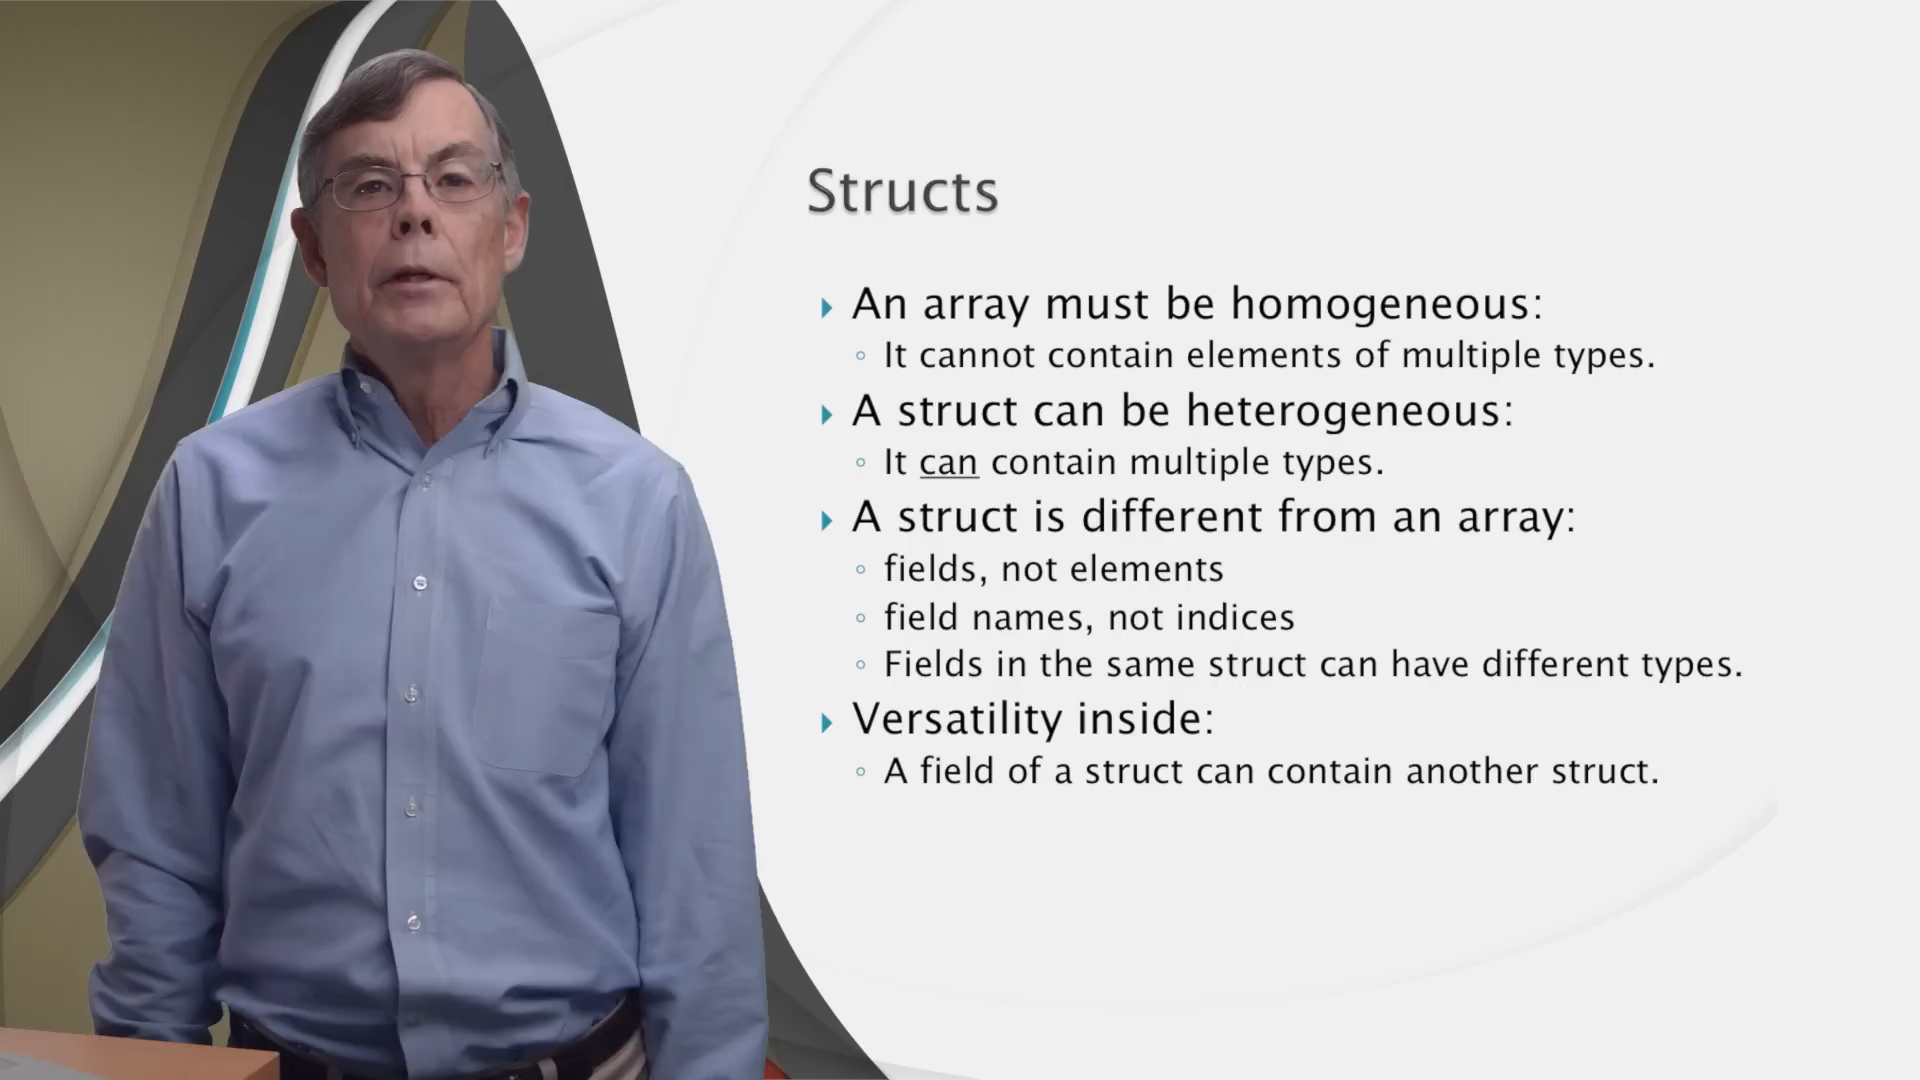 Structs
An array must be homogeneous:
It cannot contain elements of multiple types.
A struct can be heterogeneous:
It can contain multiple types.
A struct is different from an array:
fields, not elements
field names, not indices
Fields in the same struct can have different types.
Versatility inside:
A field of a struct can contain another struct.